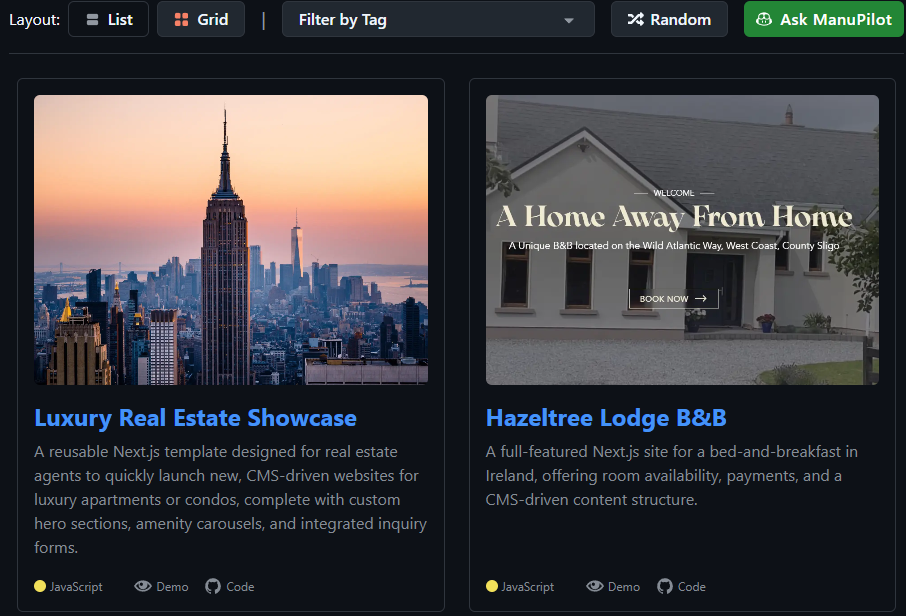 Layout: List Grid | Filter by Tag Random Ask ManuPilot
WELCOME
A Home Away From Home
A Unique B&B located on the Wild Atlantic Way, West Coast, County Sligo
BOOK NOW →
Luxury Real Estate Showcase
A reusable Next.js template designed for real estate
agents to quickly launch new, CMS-driven websites for
luxury apartments or condos, complete with custom
hero sections, amenity carousels, and integrated inquiry
forms.
JavaScript Demo Code
Hazeltree Lodge B&B
A full-featured Next.js site for a bed-and-breakfast in
Ireland, offering room availability, payments, and a
CMS-driven content structure.
JavaScript Demo Code